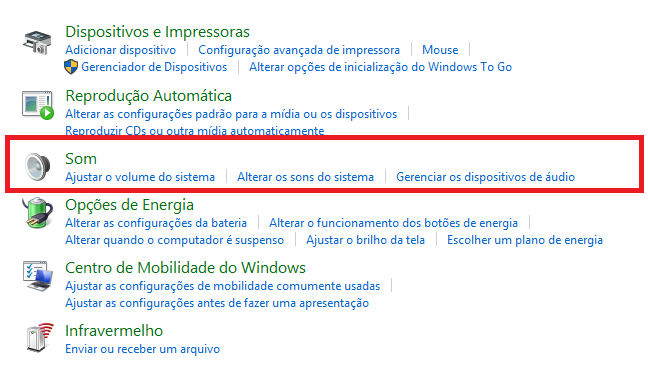 Dispositivos e Impressoras
Adicionar dispositivo Configuração avançada de impressora Mouse
Gerenciador de Dispositivos Alterar opções de inicialização do Windows To Go
Reprodução Automática
Alterar as configurações padrão para a mídia ou os dispositivos
Reproduzir CDs ou outra mídia automaticamente
Som
Ajustar o volume do sistema Alterar os sons do sistema Gerenciar os dispositivos de áudio
Opções de Energia
Alterar as configurações da bateria Alterar o funcionamento dos botões de energia
Alterar quando o computador é suspenso Ajustar o brilho da tela Escolher um plano de energia
Centro de Mobilidade do Windows
Ajustar as configurações de mobilidade comumente usadas
Ajustar as configurações antes de fazer uma apresentação
Infravermelho
Enviar ou receber um arquivo